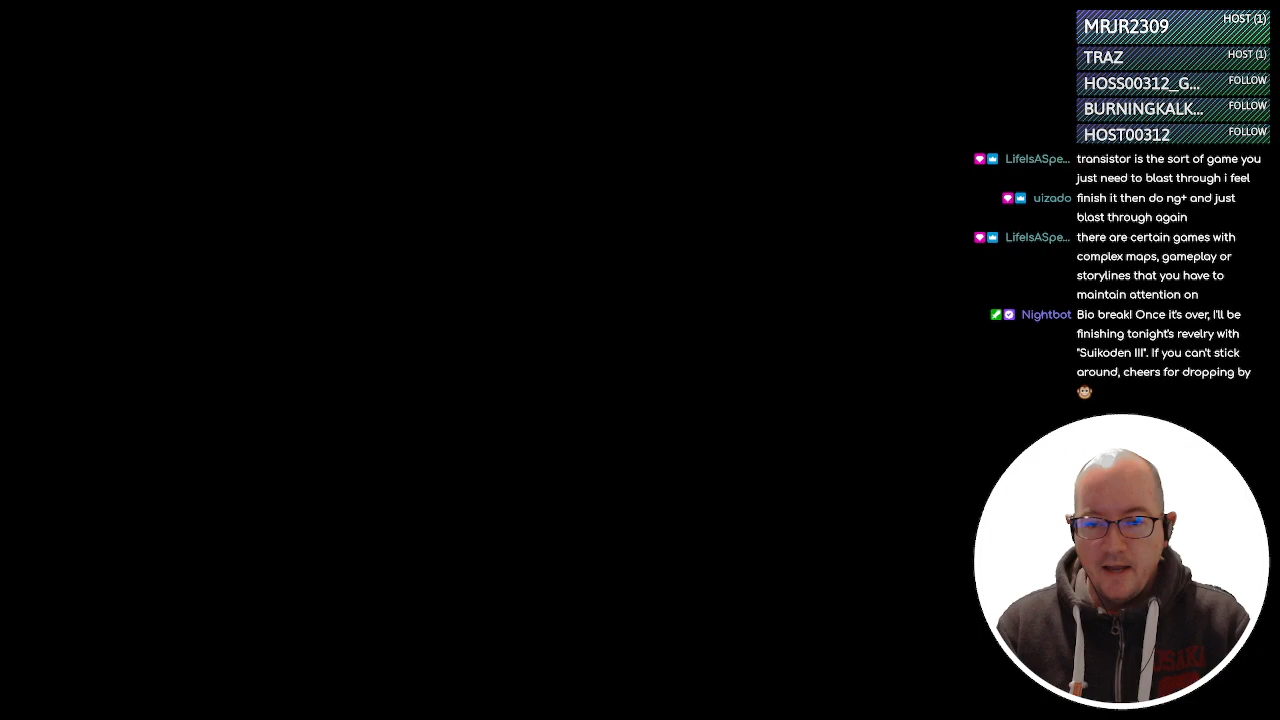 MRJR2309 HOST (1)
TRAZ HOST (1)
HOSS00312_G... FOLLOW
BURNINGKALK... FOLLOW
HOST00312 FOLLOW
LifeIsASpe... transistor is the sort of game you
just need to blast through i feel
uizado finish it then do ng+ and just
blast through again
LifeIsASpe... there are certain games with
complex maps, gameplay or
storylines that you have to
maintain attention on
Nightbot Bio break! Once it's over, I'll be
finishing tonight's revelry with
"Suikoden III". If you can't stick
around, cheers for dropping by
OSAKA